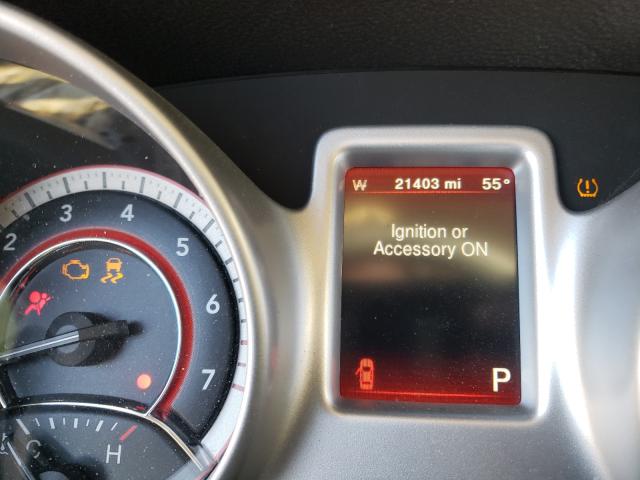 W 21403 mi 55°
Ignition or
Accessory ON
P
2 3 4 5 6 7
C H